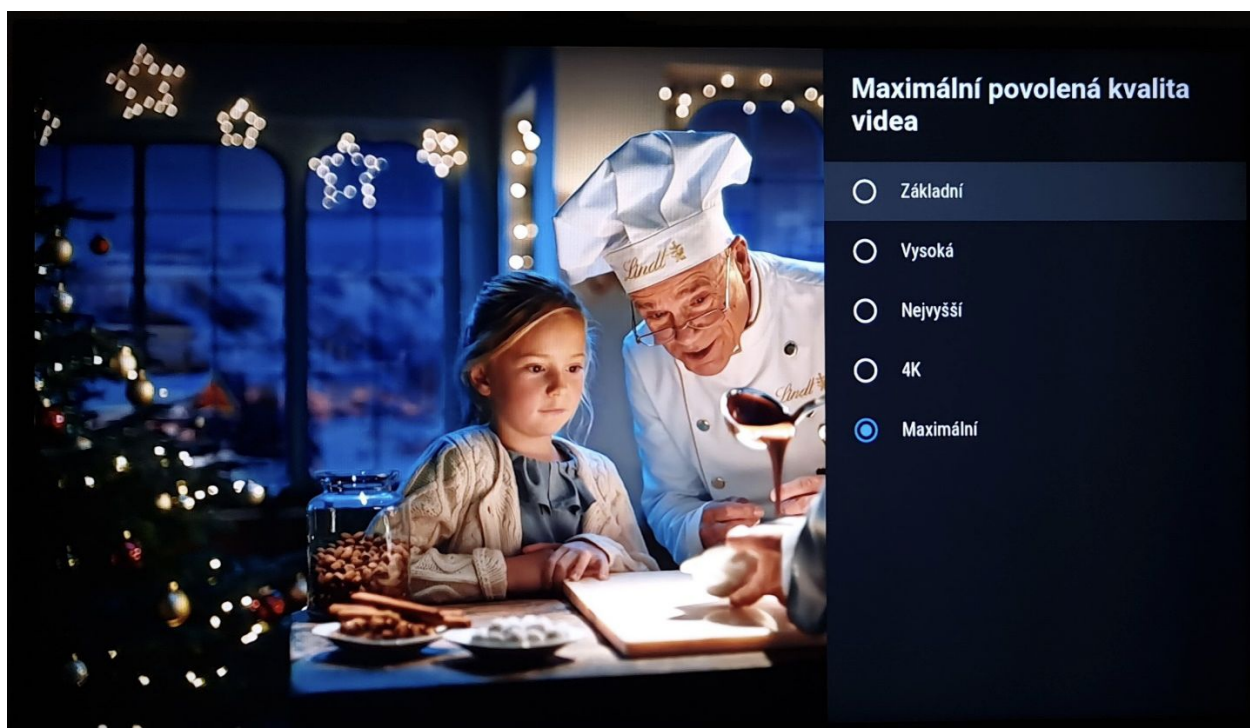 Maximální povolená kvalita
videa
Základní
Vysoká
Nejvyšší
4K
Maximální
Lindt
Lindt